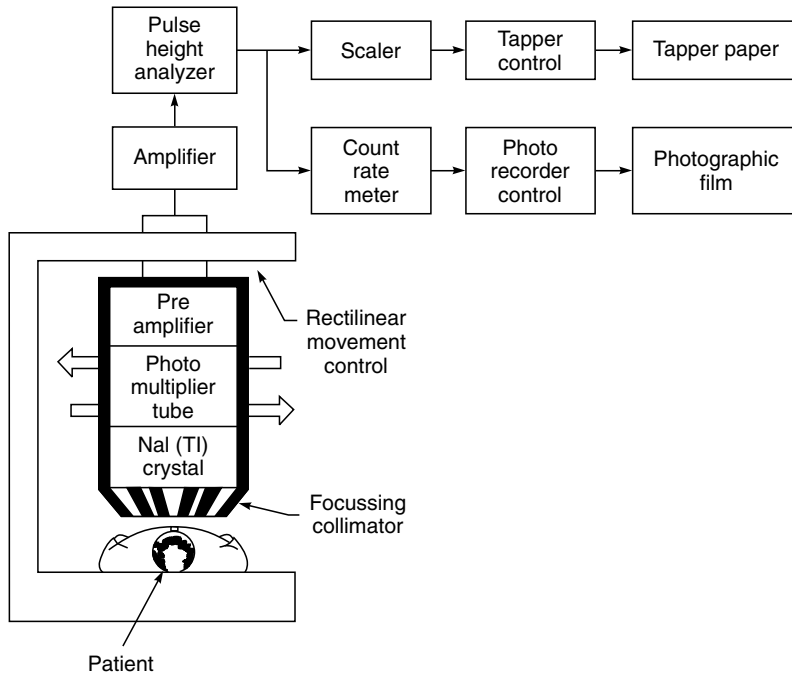 Pulse
height
analyzer
Scaler
Tapper
control
Tapper paper
Amplifier
Count
rate
meter
Photo
recorder
control
Photographic
film
Pre
amplifier
Rectilinear
movement
control
Photo
multiplier
tube
NaI (TI)
crystal
Focussing
collimator
Patient